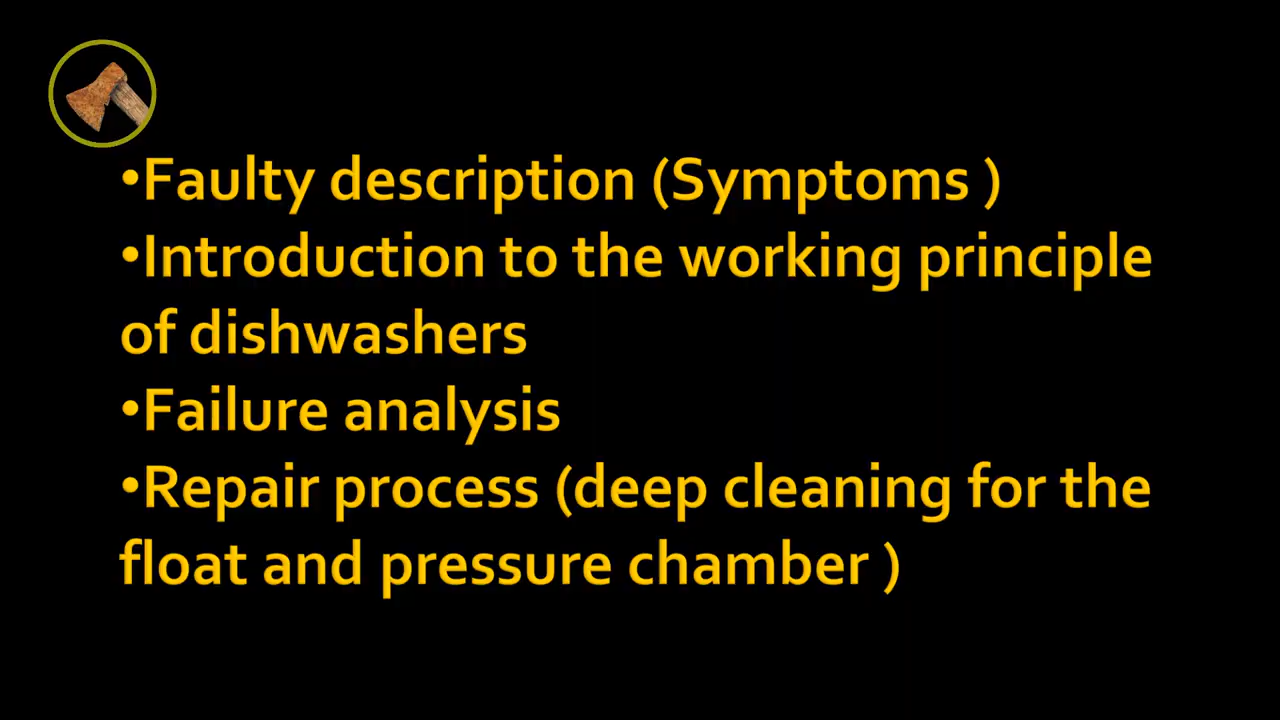 •Faulty description (Symptoms )
•Introduction to the working principle
of dishwashers
•Failure analysis
•Repair process (deep cleaning for the
float and pressure chamber )